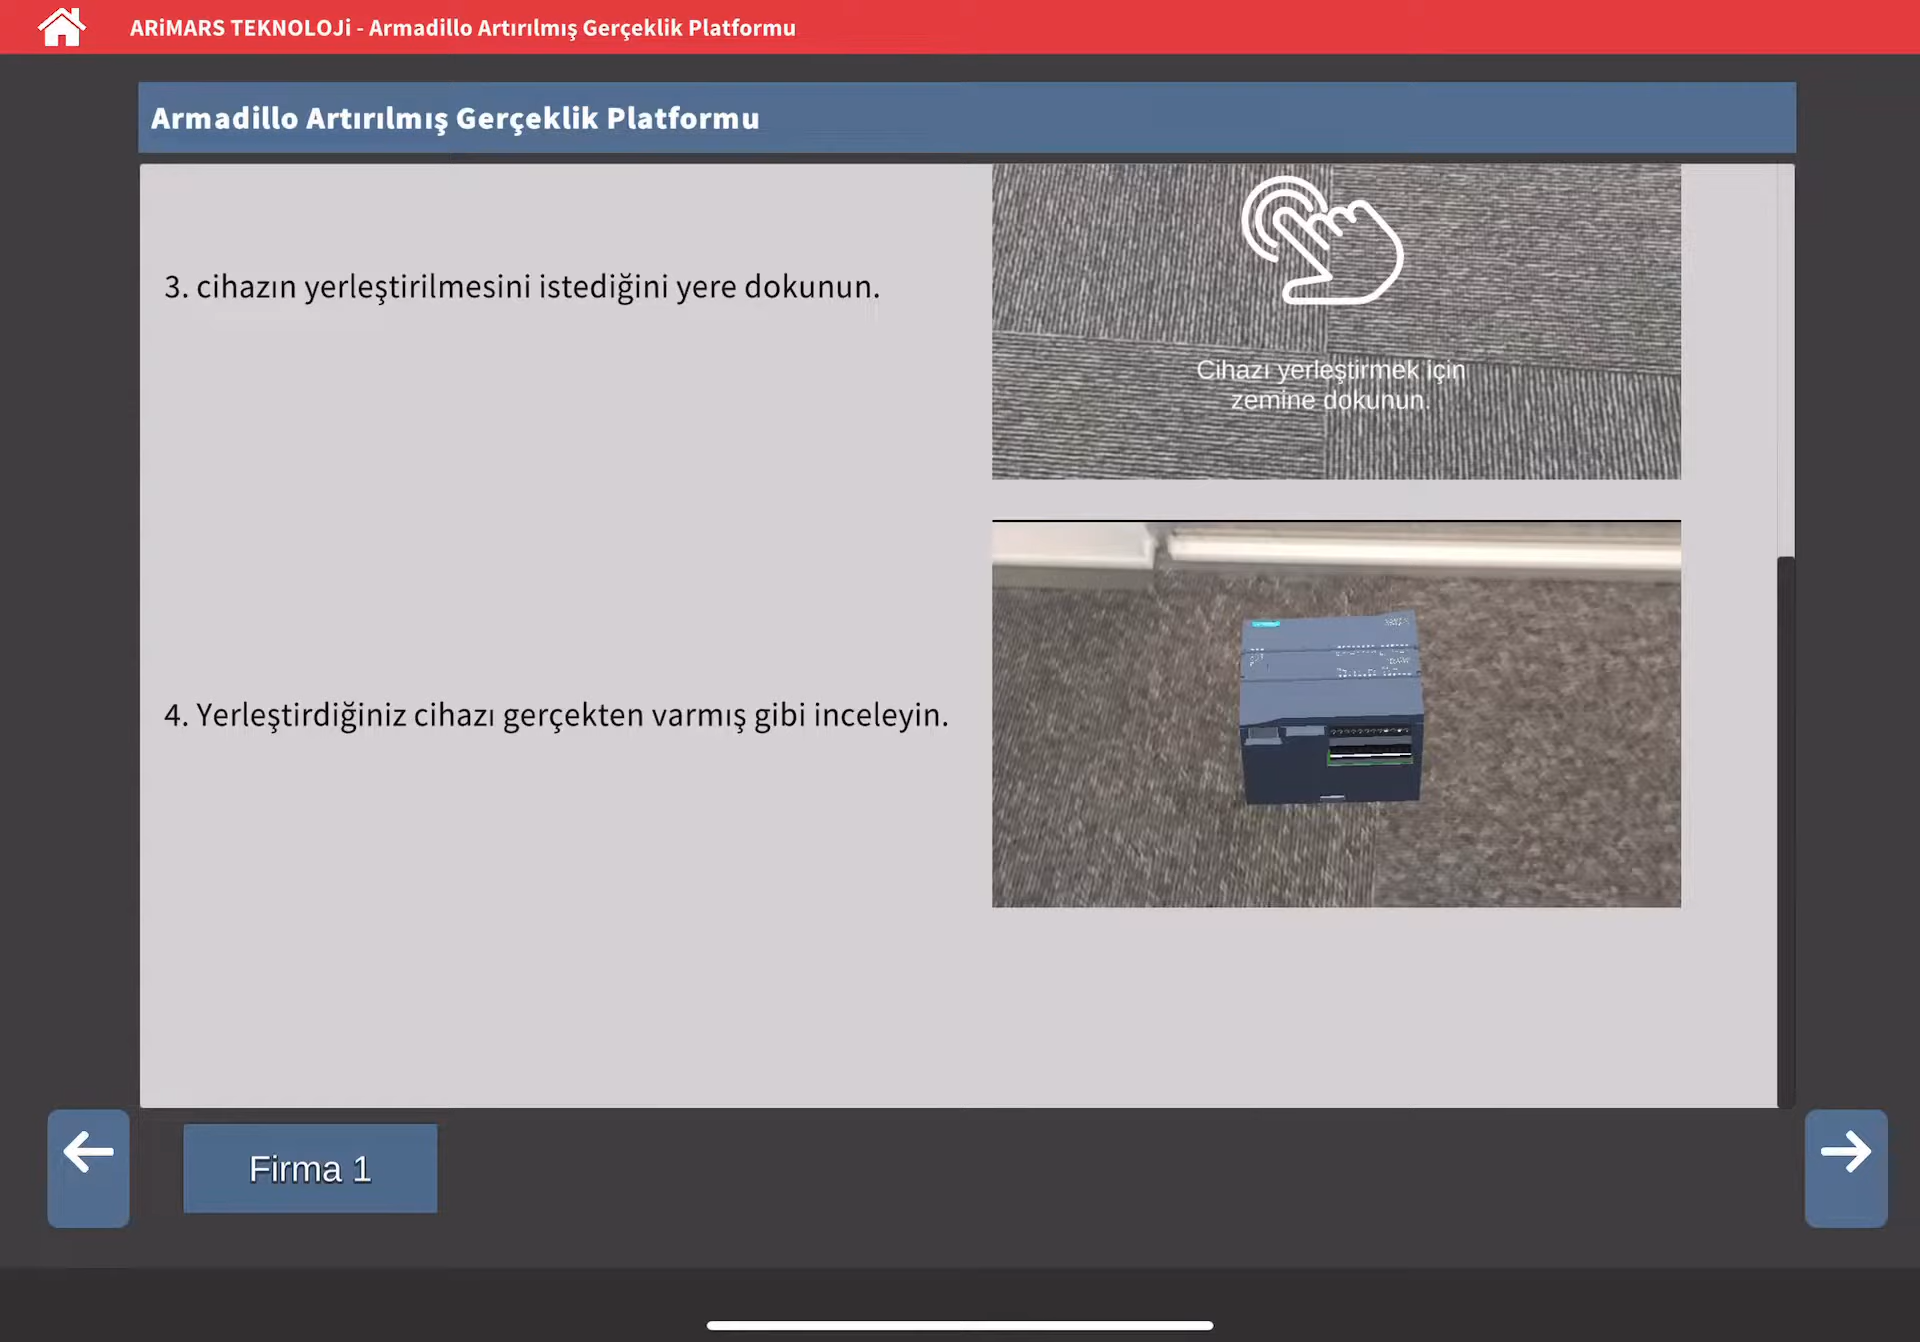 ARiMARS TEKNOLOJi - Armadillo Artırılmış Gerçeklik Platformu
Armadillo Artırılmış Gerçeklik Platformu
3. cihazın yerleştirilmesini istediğini yere dokunun.
Cihazı yerleştirmek için
zemine dokunun.
4. Yerleştirdiğiniz cihazı gerçekten varmış gibi inceleyin.
Firma 1